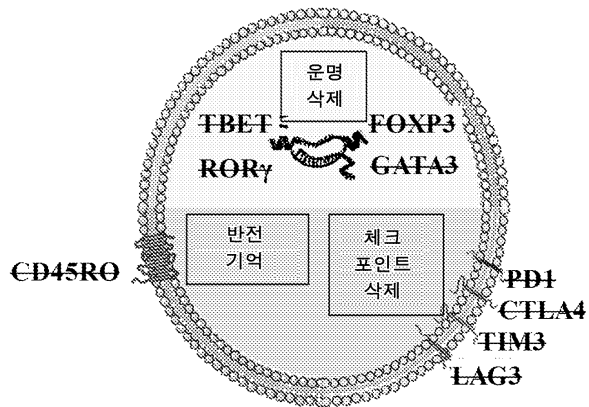 운명
삭제
TBET
FOXP3
RORγ
GATA3
반전
기억
체크
포인트
삭제
CD45RO
PD1
CTLA4
TIM3
LAG3